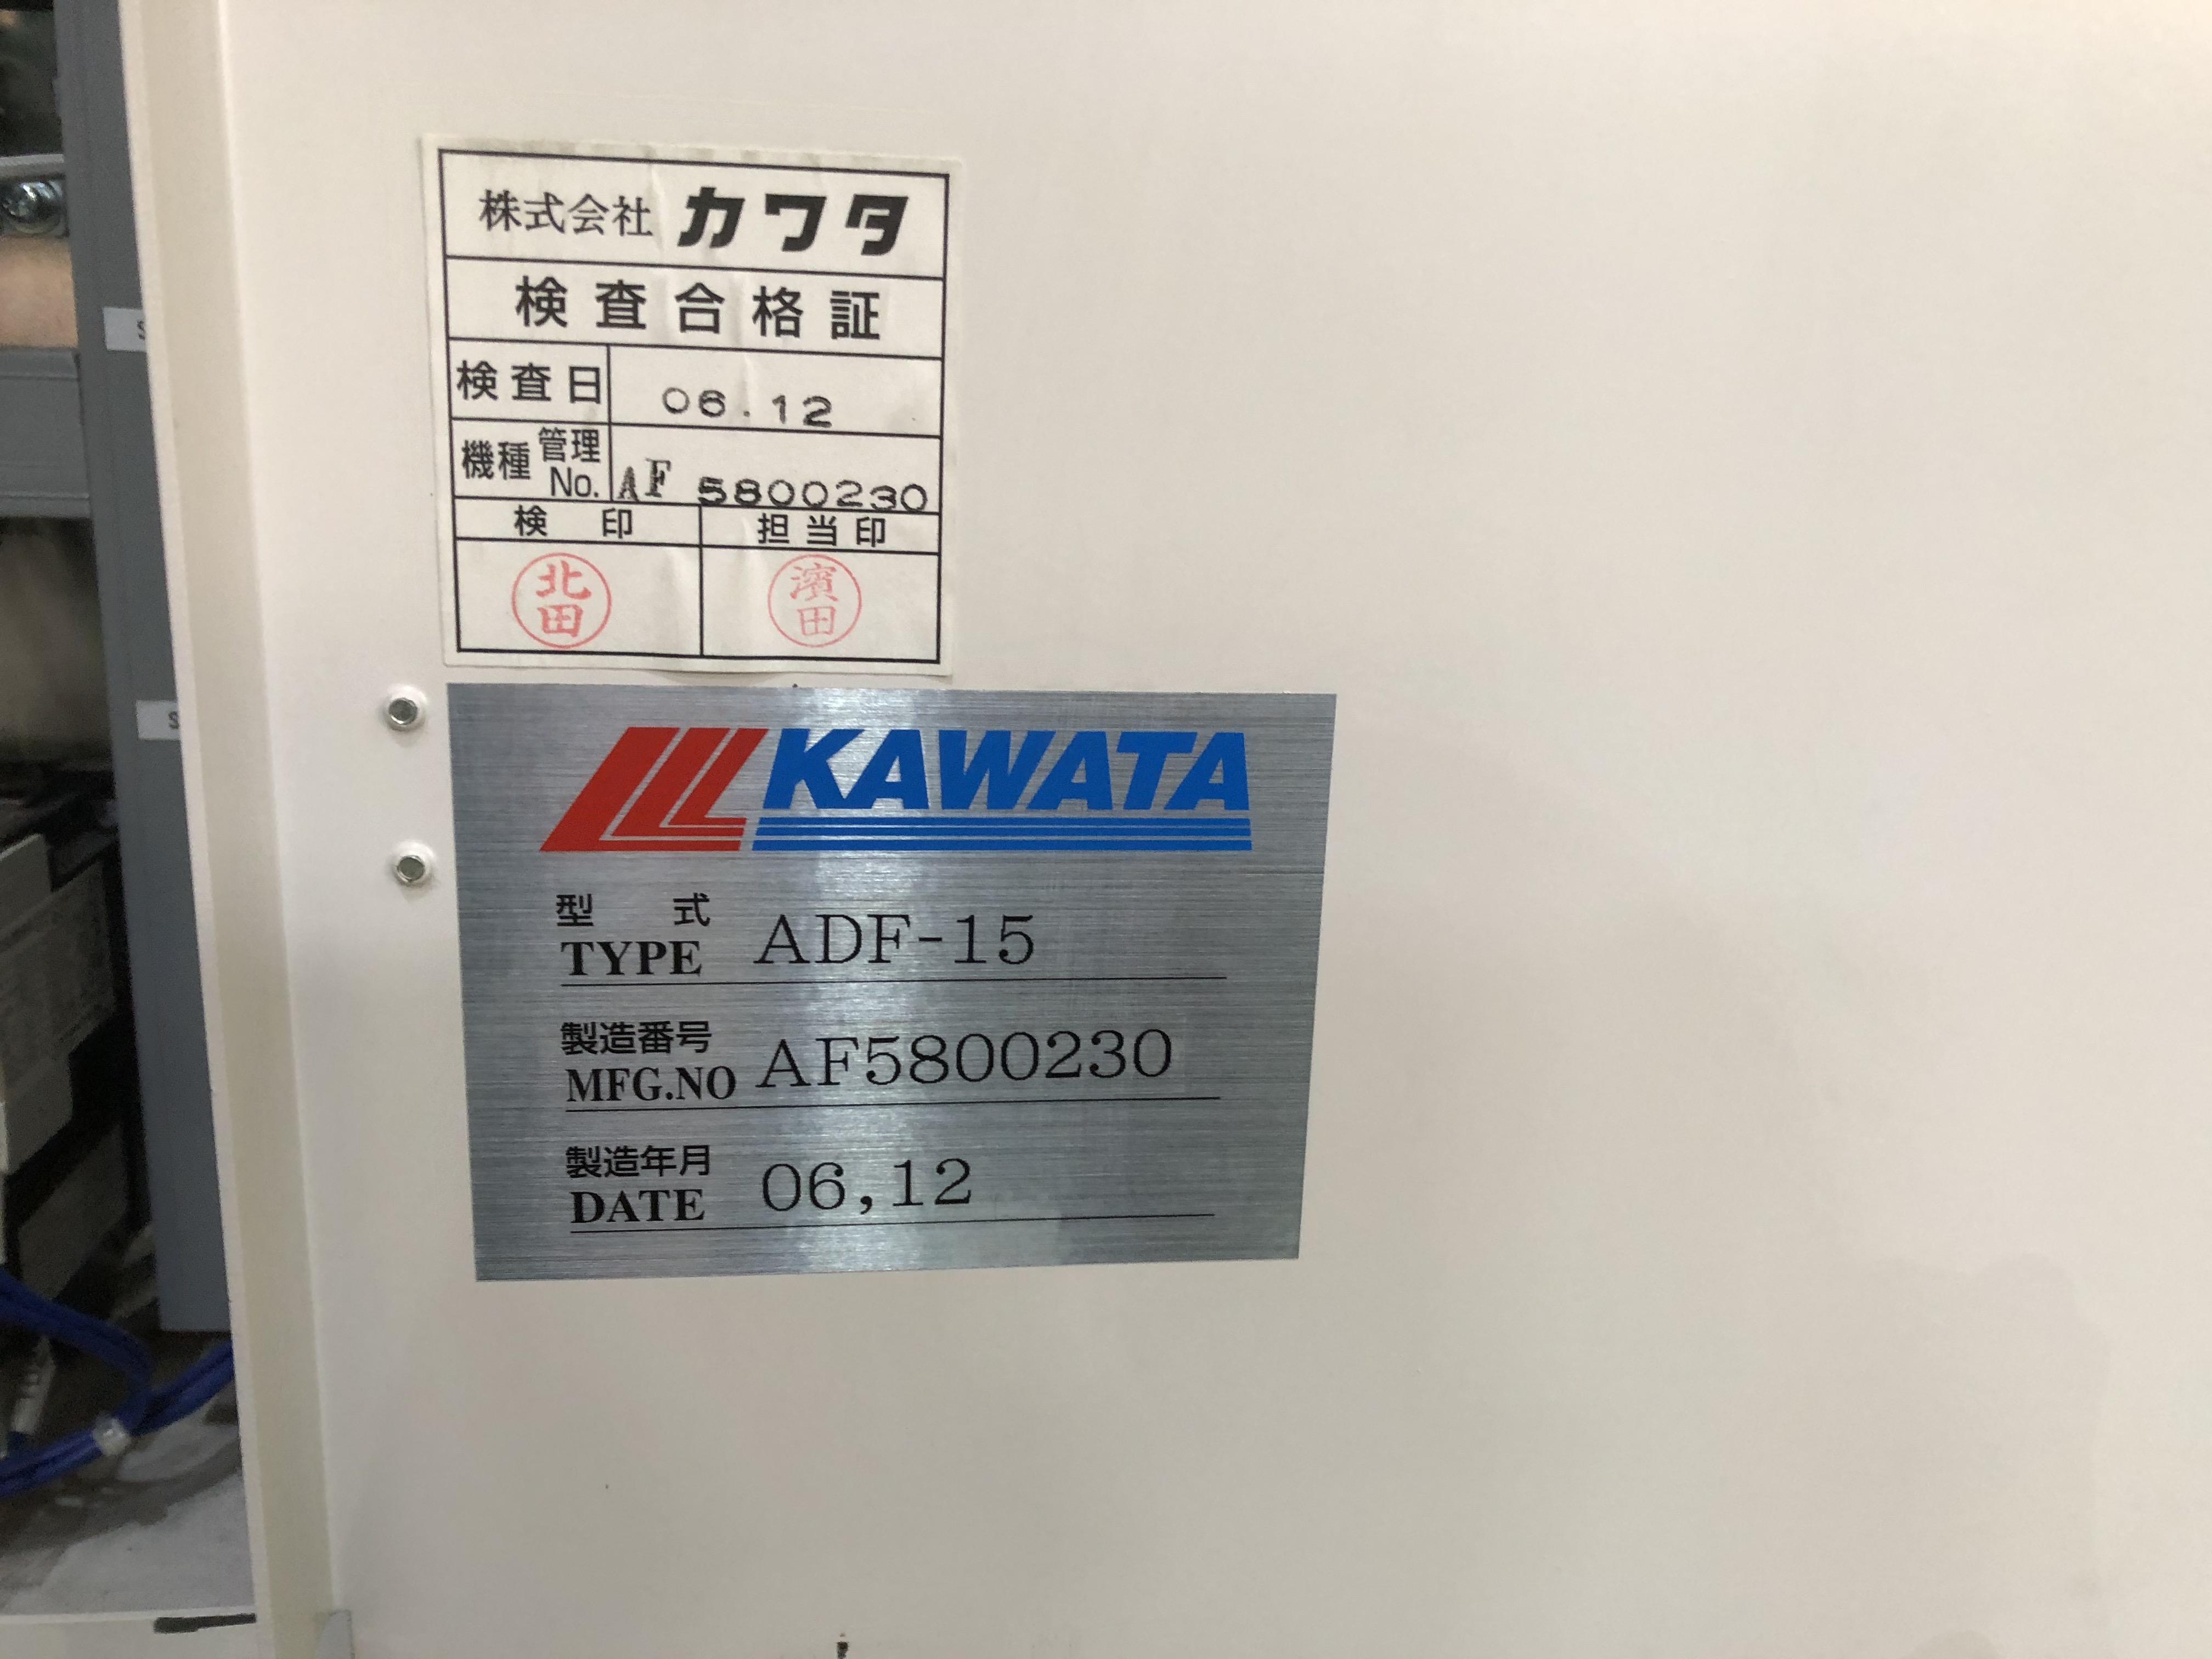 株式会社 カワタ
検査合格証
検査日 06.12
機種 管理No. AF 5800230
検印 担当印
北田 濱田
KAWATA
型式
TYPE ADF-15
製造番号
MFG.NO AF5800230
製造年月
DATE 06,12
S
S